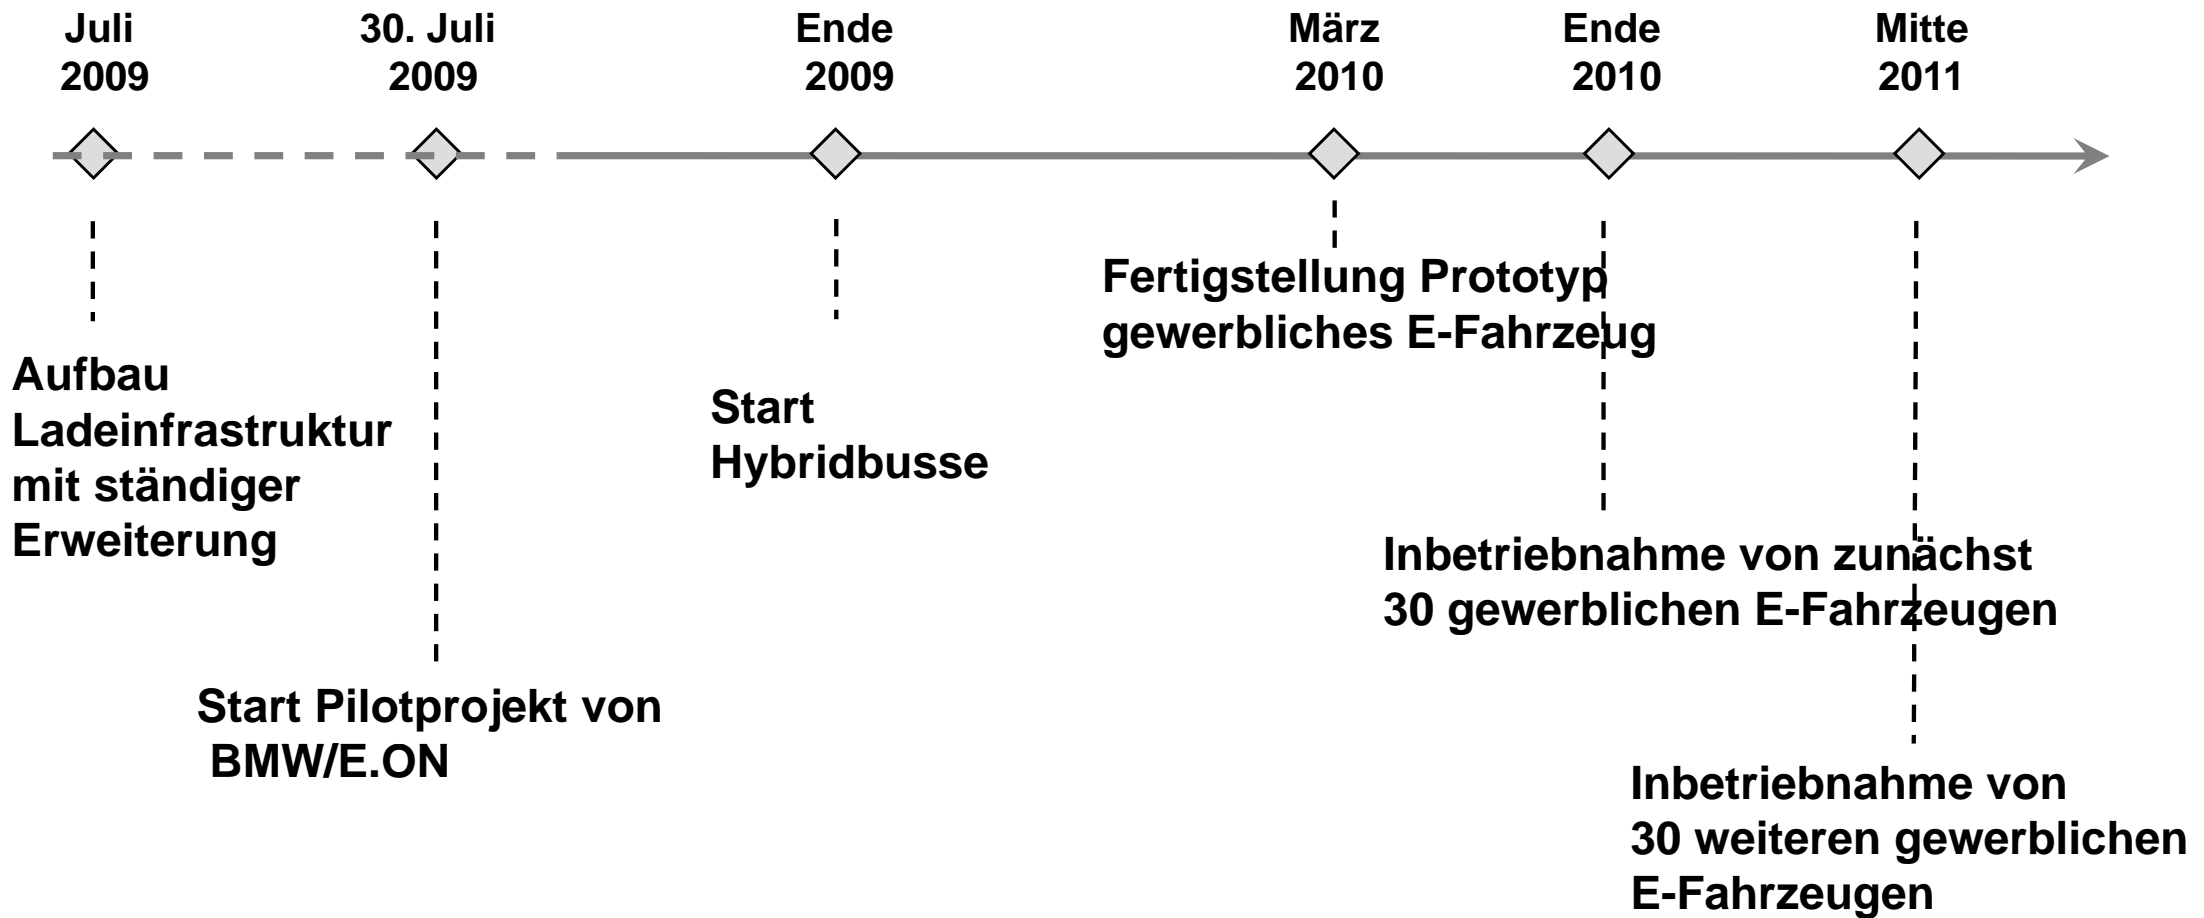 Juli
2009
30. Juli
2009
Ende
2009
März
2010
Ende
2010
Mitte
2011
Aufbau
Ladeinfrastruktur
mit ständiger
Erweiterung
Start Pilotprojekt von
BMW/E.ON
Start
Hybridbusse
Fertigstellung Prototyp
gewerbliches E-Fahrzeug
Inbetriebnahme von zunächst
30 gewerblichen E-Fahrzeugen
Inbetriebnahme von
30 weiteren gewerblichen
E-Fahrzeugen